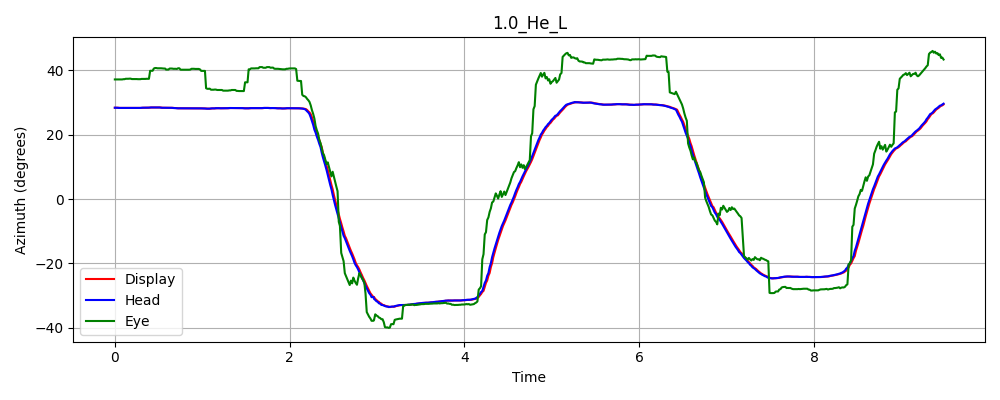 1.0_He_L
Azimuth (degrees)
40
20
0
−20
−40
Display
Head
Eye
0 2 4 6 8
Time